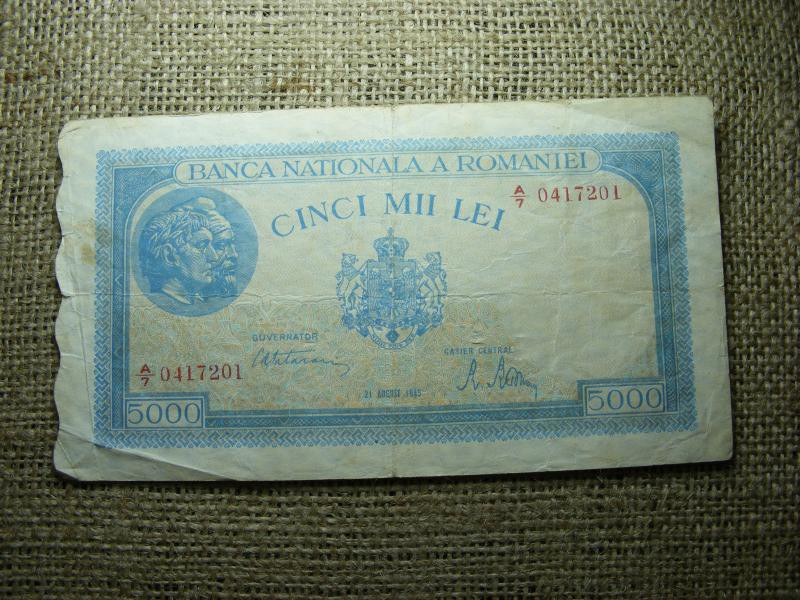 BANCA NATIONALA A ROMANIEI
A/7 0417201
CINCI MII LEI
GUVERNATOR
CASIER CENTRAL
A/7 0417201
21 AUGUST 1945
5000
5000